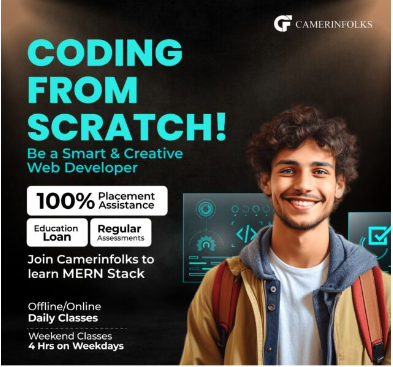 CAMERINFOLKS
CODING
FROM
SCRATCH!
Be a Smart & Creative
Web Developer
100% Placement
Assistance
Education
Loan
Regular
Assessments
Join Camerinfolks to
learn MERN Stack
Offline/Online
Daily Classes
Weekend Classes
4 Hrs on Weekdays